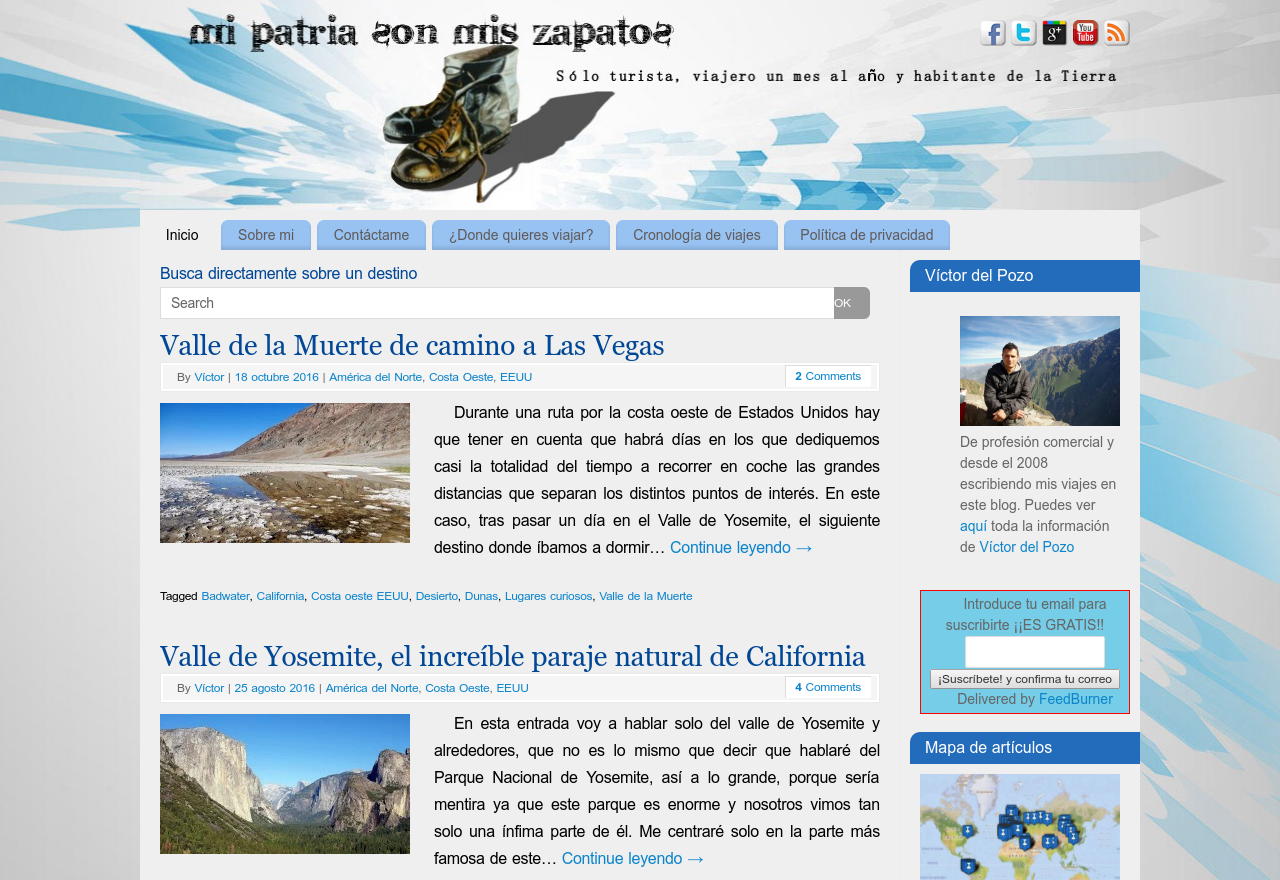 mi patria son mis zapatos
Sólo turista, viajero un mes al año y habitante de la Tierra
Inicio
Sobre mi
Contáctame
¿Donde quieres viajar?
Cronología de viajes
Política de privacidad
Busca directamente sobre un destino
Search
OK
Valle de la Muerte de camino a Las Vegas
By Víctor | 18 octubre 2016 | América del Norte, Costa Oeste, EEUU
2 Comments
Durante una ruta por la costa oeste de Estados Unidos hay
que tener en cuenta que habrá días en los que dediquemos
casi la totalidad del tiempo a recorrer en coche las grandes
distancias que separan los distintos puntos de interés. En este
caso, tras pasar un día en el Valle de Yosemite, el siguiente
destino donde íbamos a dormir… Continue leyendo →
Tagged Badwater, California, Costa oeste EEUU, Desierto, Dunas, Lugares curiosos, Valle de la Muerte
Valle de Yosemite, el increíble paraje natural de California
By Víctor | 25 agosto 2016 | América del Norte, Costa Oeste, EEUU
4 Comments
En esta entrada voy a hablar solo del valle de Yosemite y
alrededores, que no es lo mismo que decir que hablaré del
Parque Nacional de Yosemite, así a lo grande, porque sería
mentira ya que este parque es enorme y nosotros vimos tan
solo una ínfima parte de él. Me centraré solo en la parte más
famosa de este… Continue leyendo →
Víctor del Pozo
De profesión comercial y
desde el 2008
escribiendo mis viajes en
este blog. Puedes ver
aquí toda la información
de Víctor del Pozo
Introduce tu email para
suscribirte ¡¡ES GRATIS!!
¡Suscríbete! y confirma tu correo
Delivered by FeedBurner
Mapa de artículos